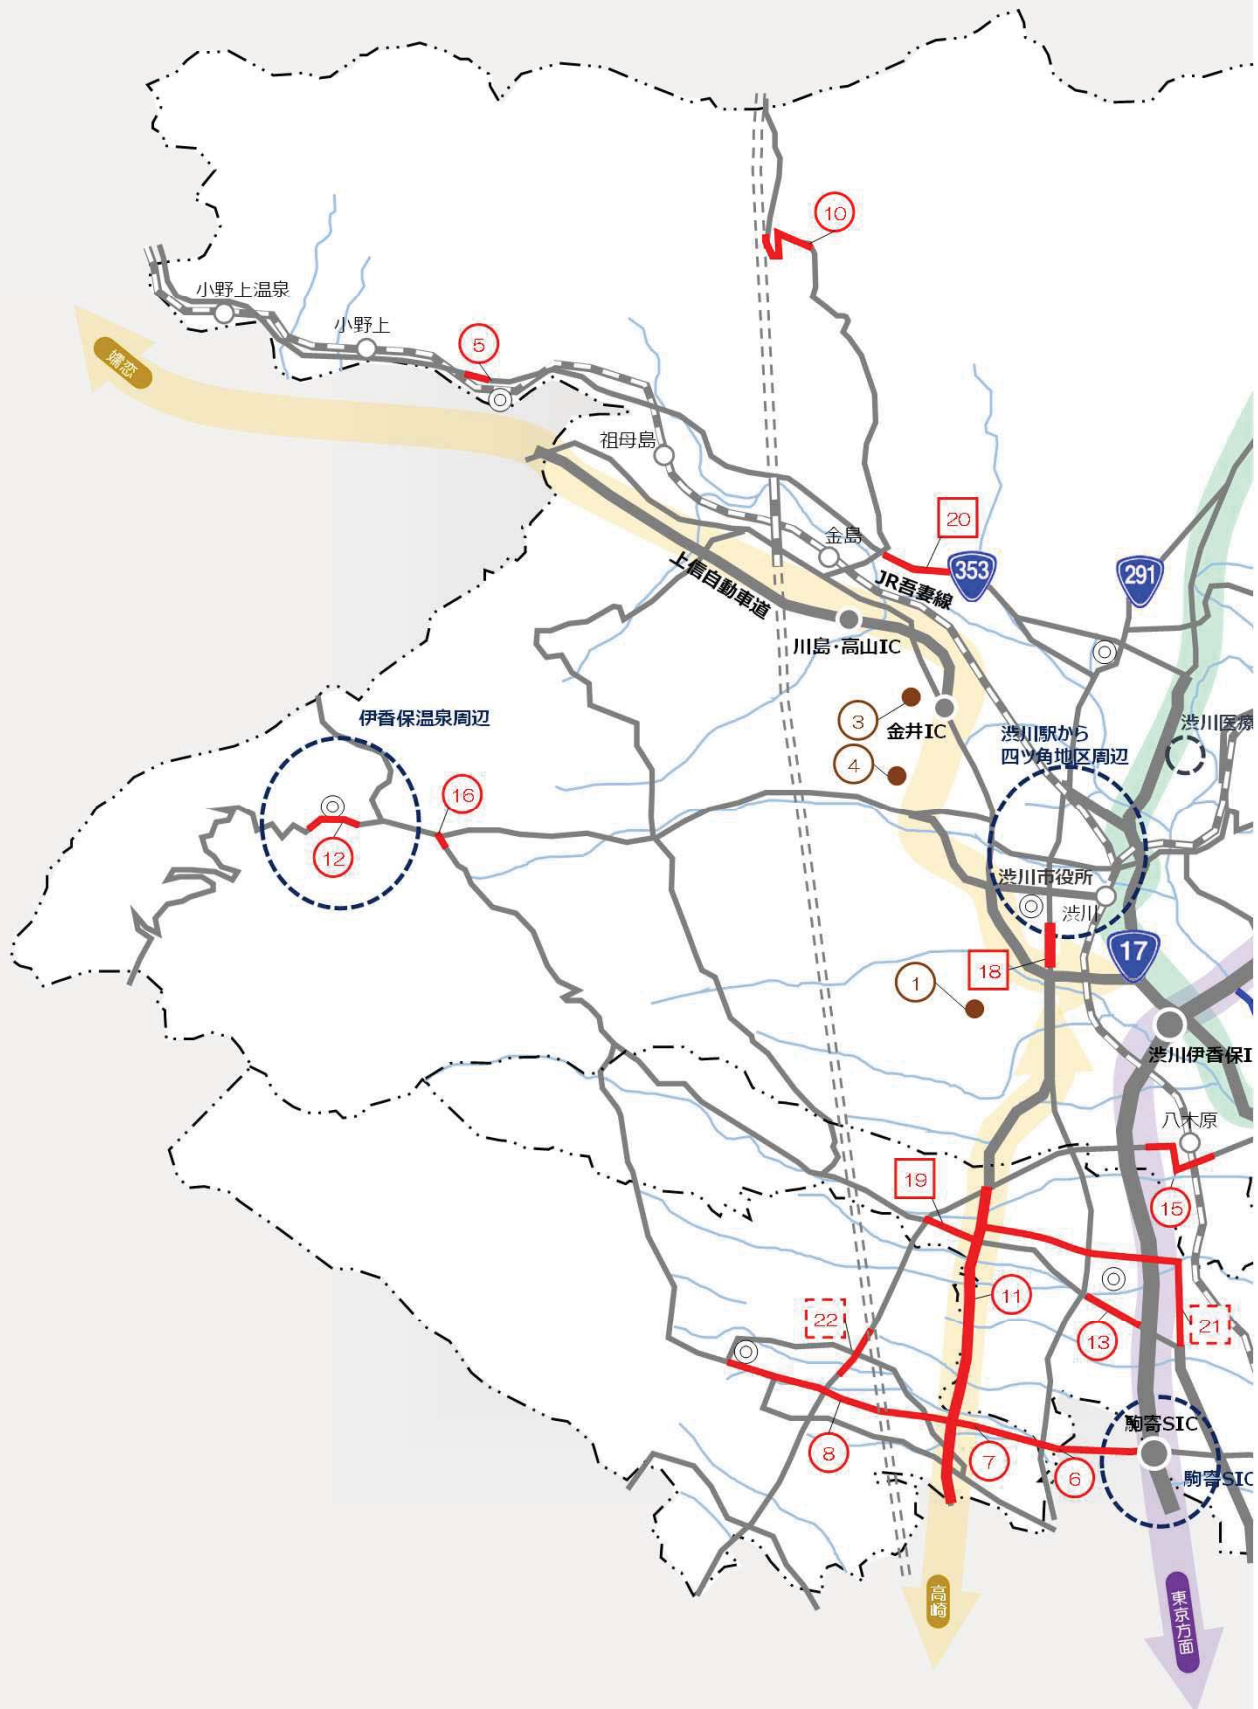 10
小野上温泉
小野上
5
嬬恋
祖母島
20
金島
353
291
JR吾妻線
上信自動車道
川島・高山IC
3
金井IC
伊香保温泉周辺
渋川駅から
四ツ角地区周辺
渋川医療
4
16
12
渋川市役所
渋川
17
18
1
渋川伊香保I
八木原
19
15
11
22
13
21
駒寄SIC
8
7
6
駒寄SIC
高崎
東京方面